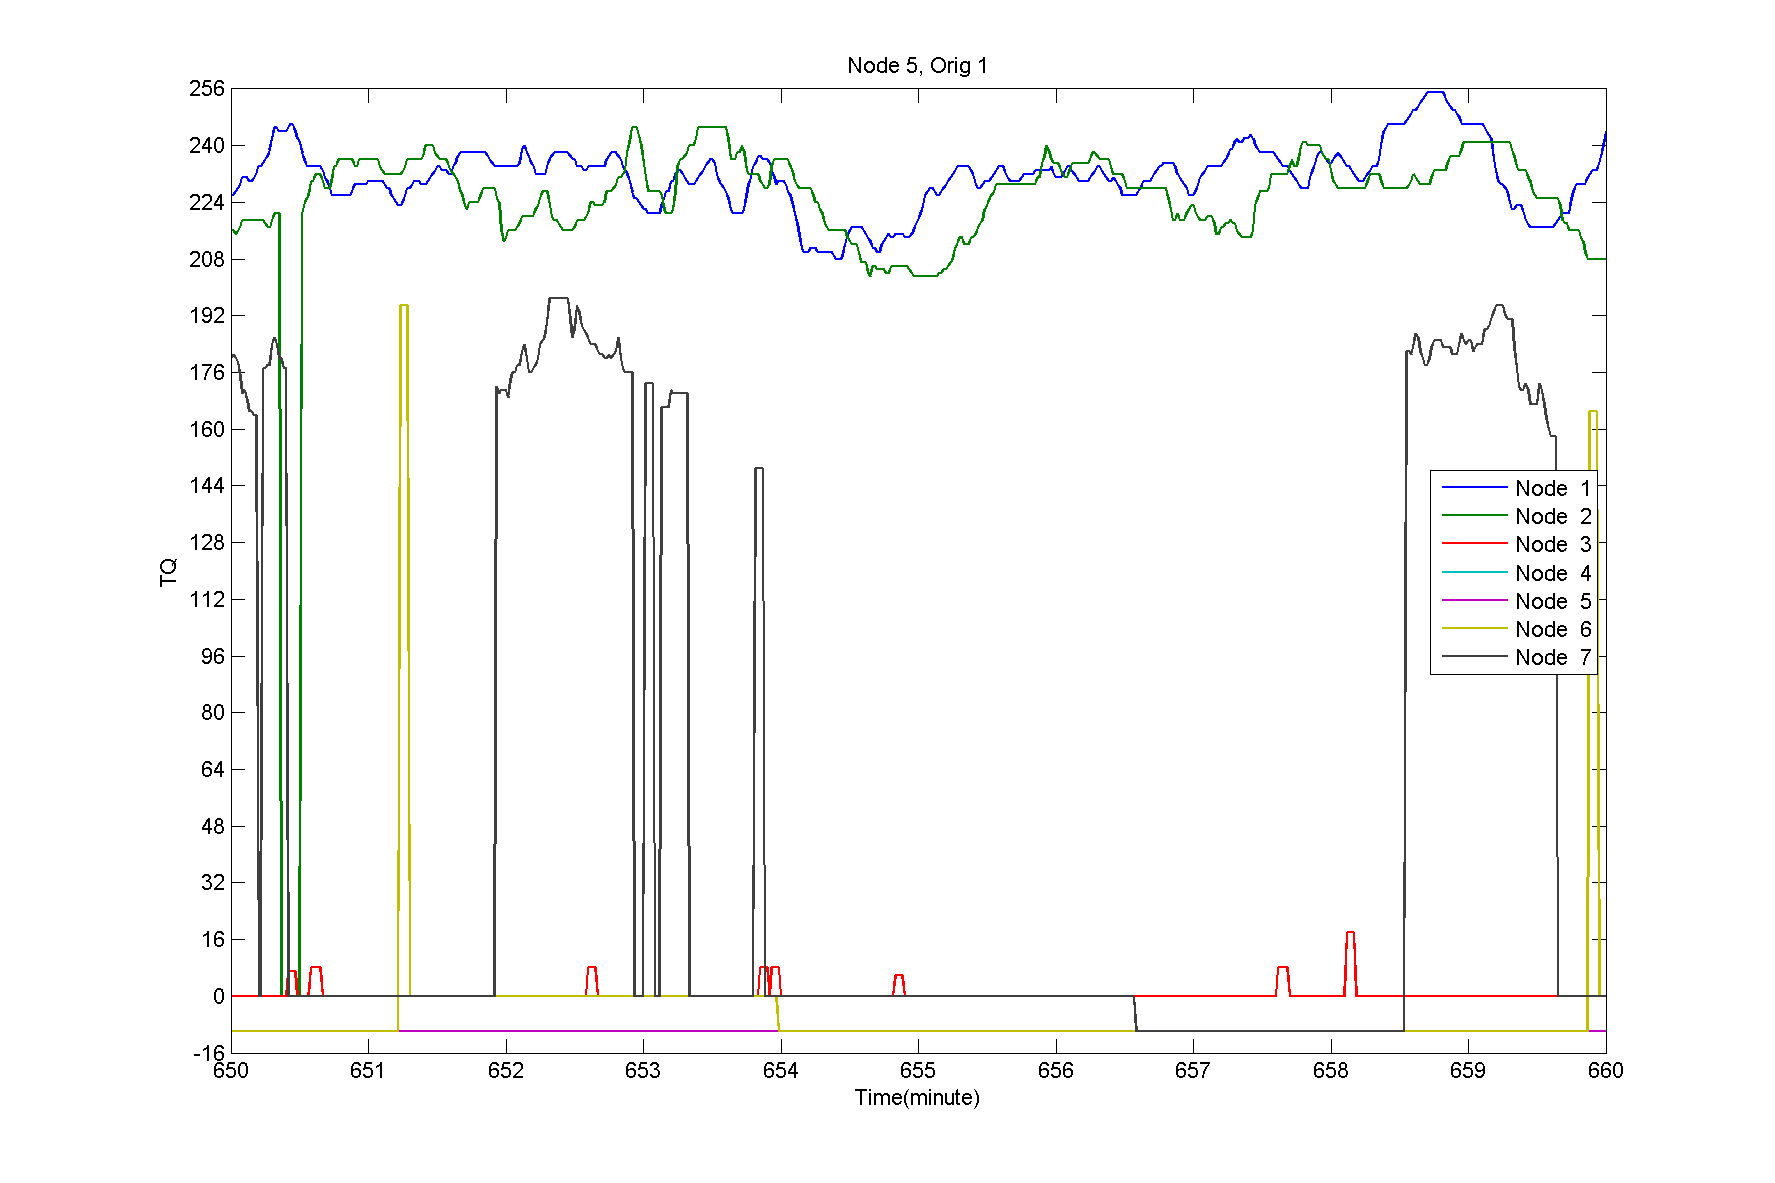 Node 5, Orig 1
256
240
224
208
192
176
160
144
128
112
96
80
64
48
32
16
0
-16
TQ
Node 1
Node 2
Node 3
Node 4
Node 5
Node 6
Node 7
650 651 652 653 654 655 656 657 658 659 660
Time(minute)